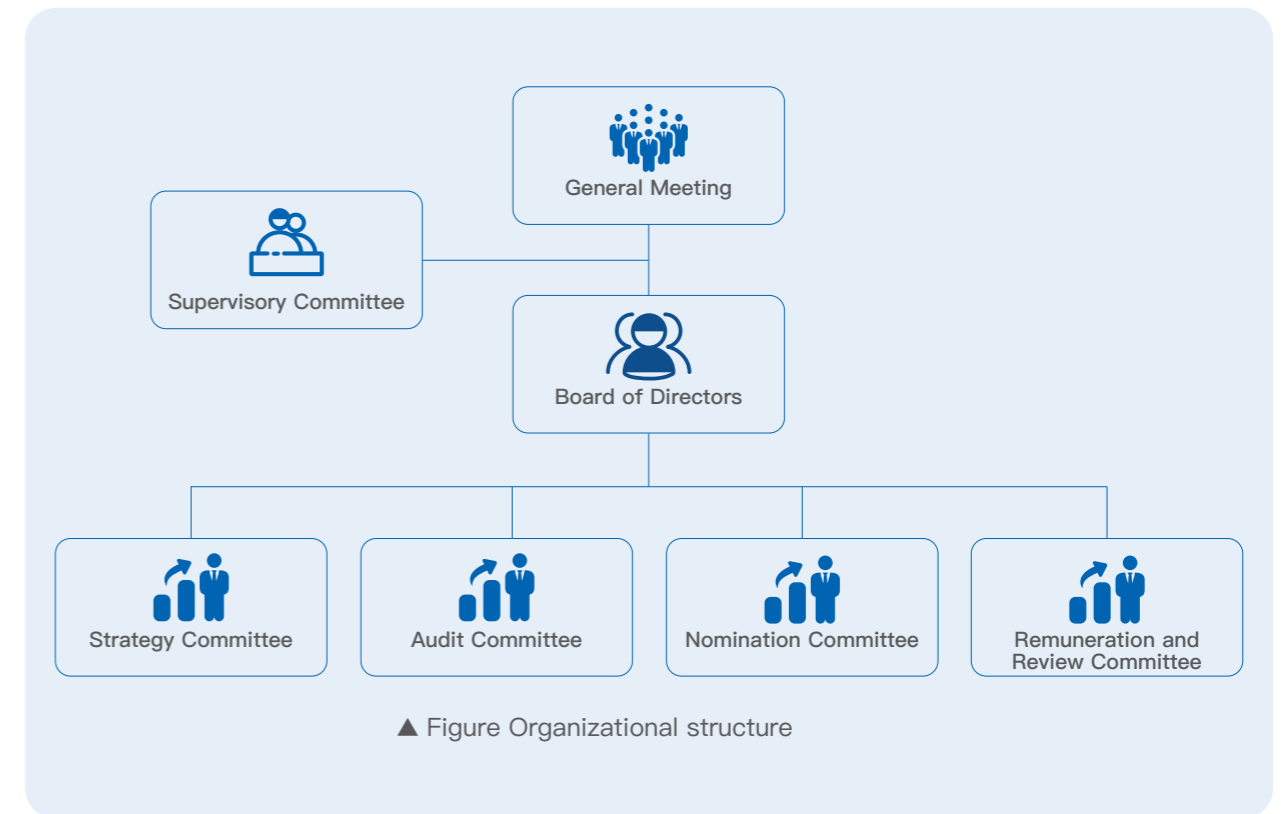 General Meeting
Supervisory Committee
Board of Directors
Strategy Committee
Audit Committee
Nomination Committee
Remuneration and
Review Committee
▲ Figure Organizational structure